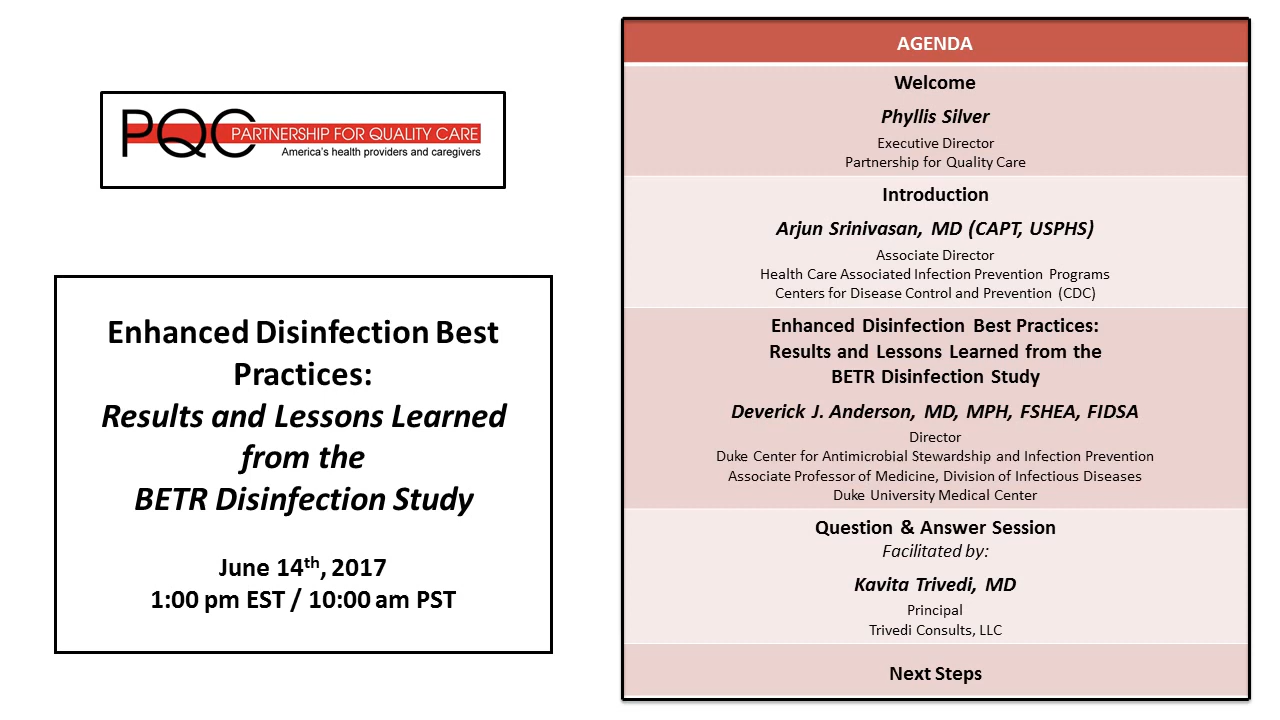 PQC PARTNERSHIP FOR QUALITY CARE
America's health providers and caregivers
Enhanced Disinfection Best
Practices:
Results and Lessons Learned
from the
BETR Disinfection Study
June 14th, 2017
1:00 pm EST / 10:00 am PST
AGENDA
Welcome
Phyllis Silver
Executive Director
Partnership for Quality Care
Introduction
Arjun Srinivasan, MD (CAPT, USPHS)
Associate Director
Health Care Associated Infection Prevention Programs
Centers for Disease Control and Prevention (CDC)
Enhanced Disinfection Best Practices:
Results and Lessons Learned from the
BETR Disinfection Study
Deverick J. Anderson, MD, MPH, FSHEA, FIDSA
Director
Duke Center for Antimicrobial Stewardship and Infection Prevention
Associate Professor of Medicine, Division of Infectious Diseases
Duke University Medical Center
Question & Answer Session
Facilitated by:
Kavita Trivedi, MD
Principal
Trivedi Consults, LLC
Next Steps